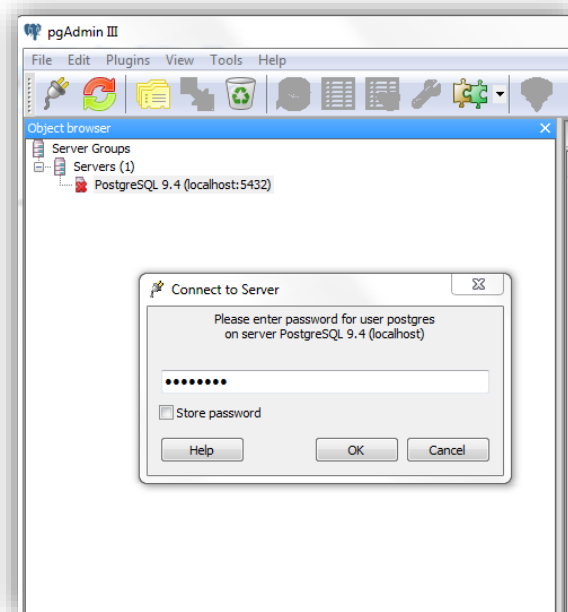 pgAdmin III
File Edit Plugins View Tools Help
Object browser
Server Groups
Servers (1)
PostgreSQL 9.4 (localhost:5432)
Connect to Server
Please enter password for user postgres
on server PostgreSQL 9.4 (localhost)
••••••••
Store password
Help OK Cancel